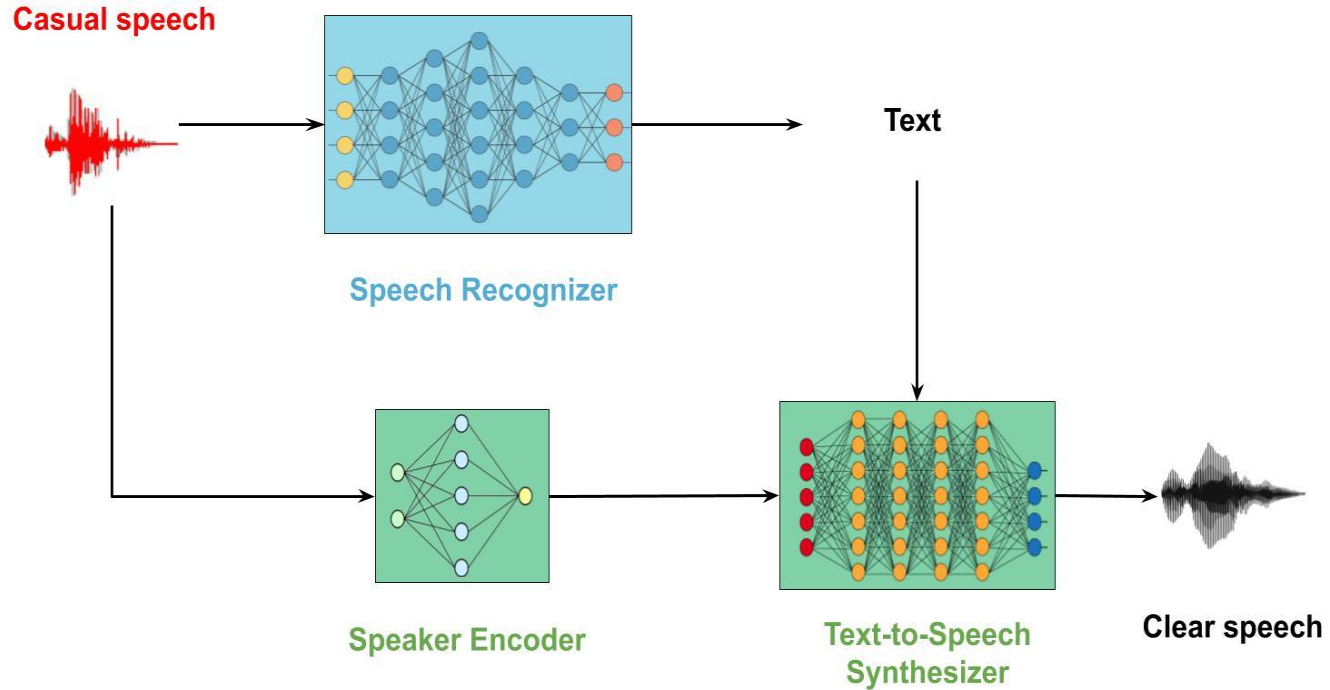 Casual speech
Text
Speech Recognizer
Speaker Encoder
Text-to-Speech
Synthesizer
Clear speech